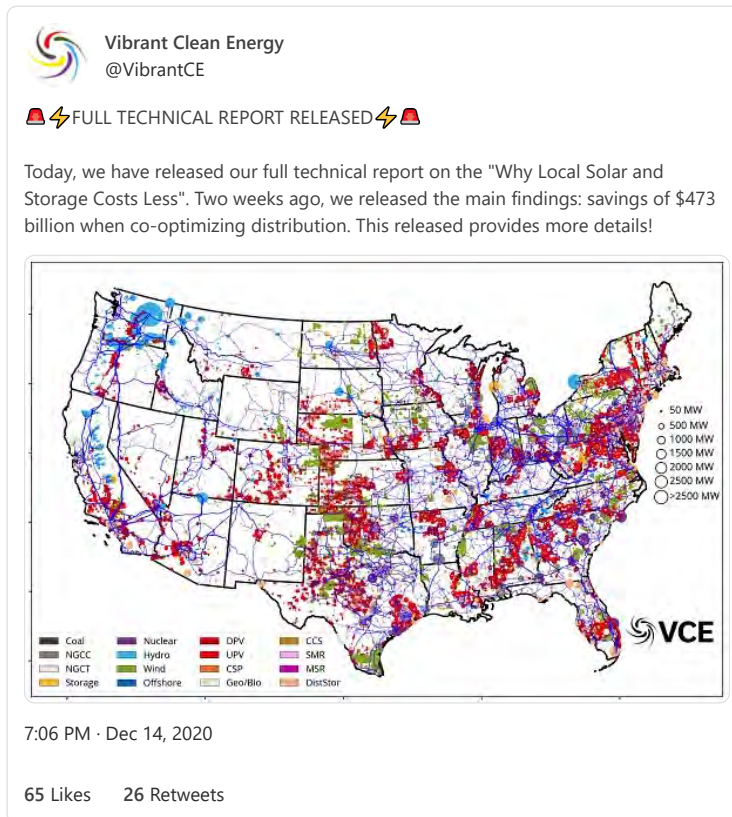 Vibrant Clean Energy
@VibrantCE
🚨⚡FULL TECHNICAL REPORT RELEASED⚡🚨
Today, we have released our full technical report on the "Why Local Solar and
Storage Costs Less". Two weeks ago, we released the main findings: savings of $473
billion when co-optimizing distribution. This released provides more details!
50 MW
500 MW
1000 MW
1500 MW
2000 MW
2500 MW
>2500 MW
VCE
Coal Nuclear DPV CCS
NGCC Hydro UPV SMR
NGCT Wind CSP MSR
Storage Offshore Geo/Bio DistStor
7:06 PM · Dec 14, 2020
65 Likes 26 Retweets